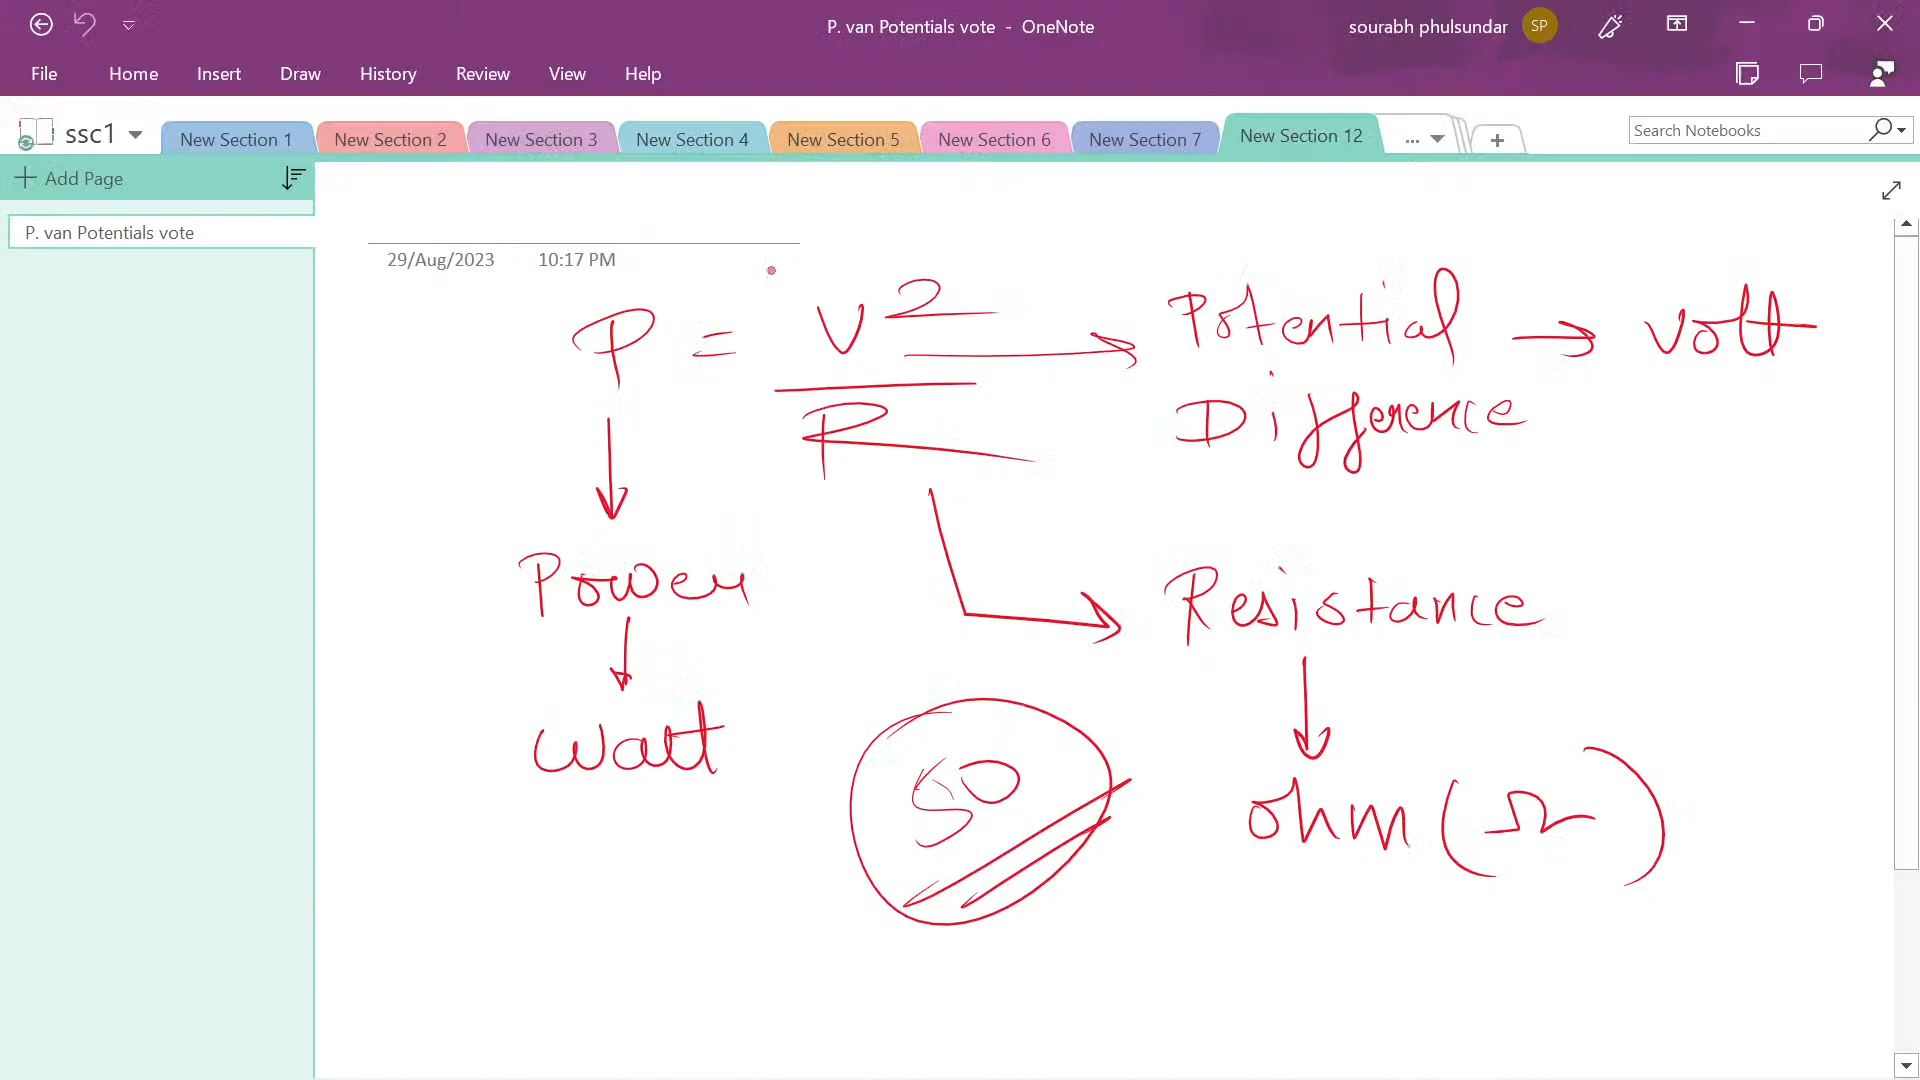 P. van Potentials vote - OneNote
sourabh phulsundar SP
File Home Insert Draw History Review View Help
ssc1 New Section 1 New Section 2 New Section 3 New Section 4 New Section 5 New Section 6 New Section 7 New Section 12 ... Search Notebooks
Add Page
P. van Potentials vote
29/Aug/2023 10:17 PM
P = V² → Potential → volt
R
Difference
Power
Resistance
watt
50
ohm (Ω)